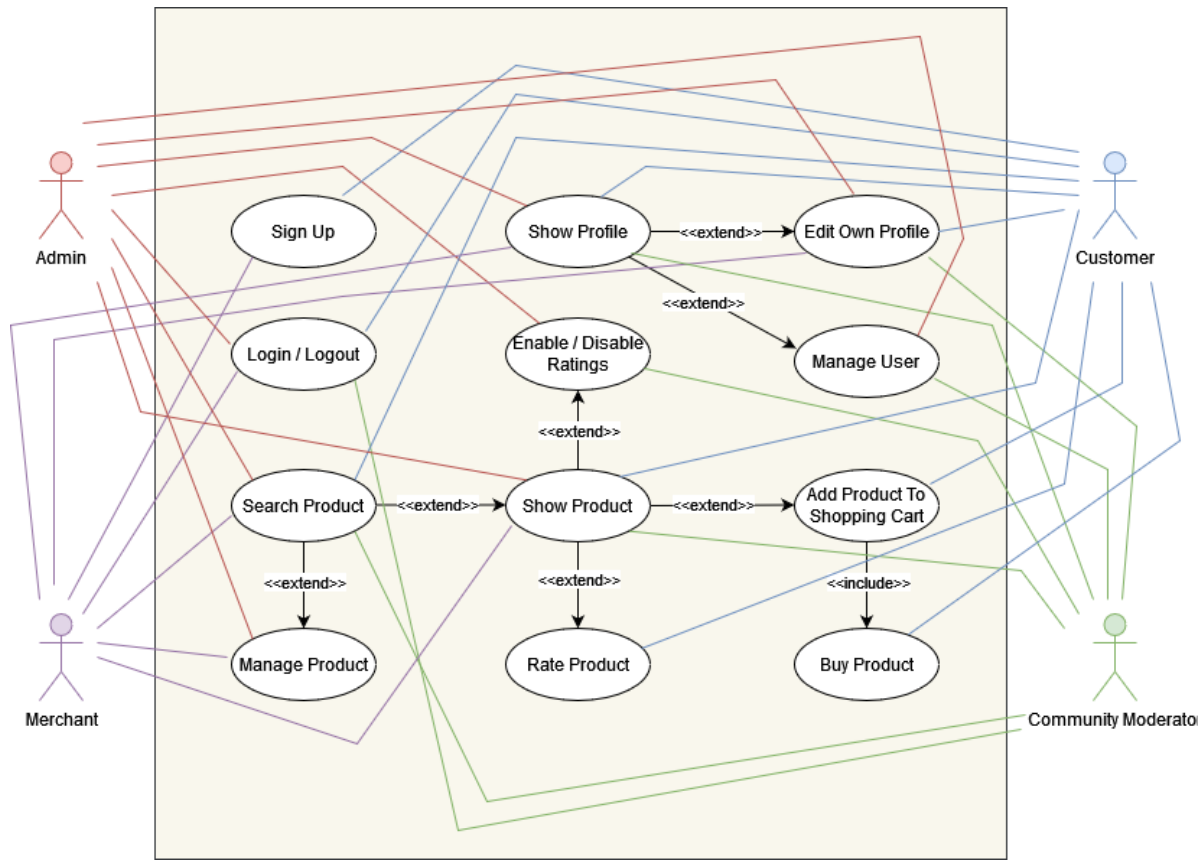 Admin
Customer
Sign Up
Show Profile
<<extend>>
Edit Own Profile
<<extend>>
Login / Logout
Enable / Disable
Ratings
Manage User
<<extend>>
Search Product
<<extend>>
Show Product
<<extend>>
Add Product To
Shopping Cart
<<extend>>
<<extend>>
<<include>>
Manage Product
Rate Product
Buy Product
Merchant
Community Moderator